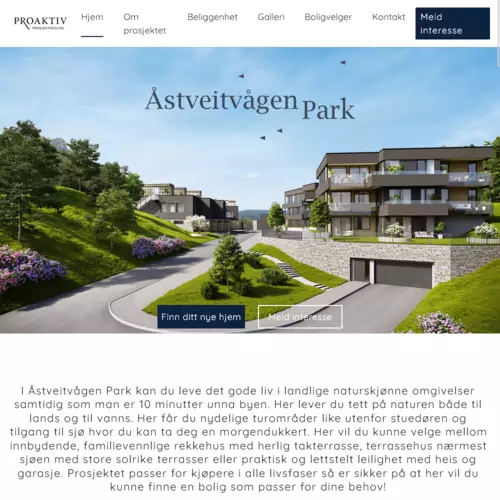 PROAKTIV
Hjem
Om prosjektet
Beliggenhet
Galleri
Boligvelger
Kontakt
Meld interesse
Åstveitvågen Park
Finn ditt nye hjem
Meld interesse
I Åstveitvågen Park kan du leve det gode liv i landlige naturskjønne omgivelser
samtidig som man er 10 minutter unna byen. Her lever du tett på naturen både til
lands og til vanns. Her får du nydelige turområder like utenfor stuedøren og
tilgang til sjø hvor du kan ta deg en morgendukkert. Her vil du kunne velge mellom
innbydende, familievennlige rekkehus med herlig takterrasse, terrassehus nærmest
sjøen med store solrike terrasser eller praktisk og lettstelt leilighet med heis og
garasje. Prosjektet passer for kjøpere i alle livsfaser så er sikker på at her vil du
kunne finne en bolig som passer for dine behov!